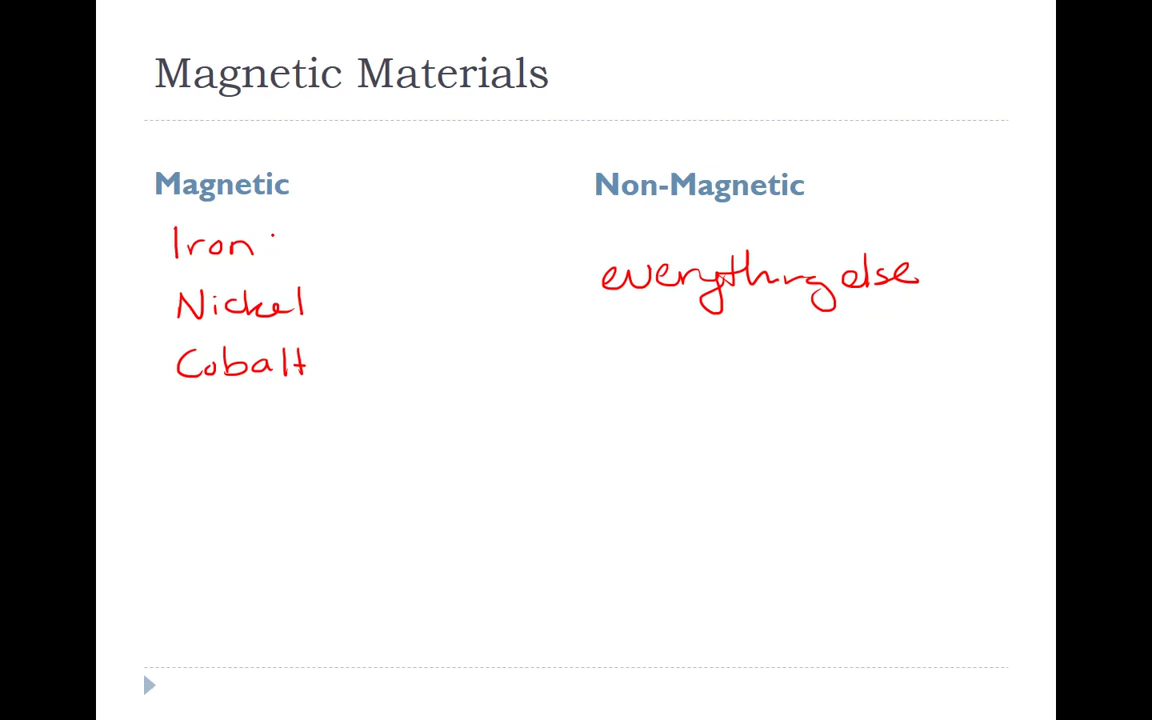 Magnetic Materials
Magnetic
Non-Magnetic
Iron
Nickel
Cobalt
everything else